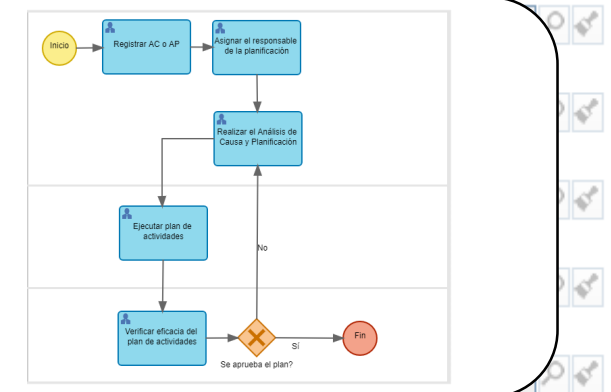 Inicio
Registrar AC o AP
Asignar el responsable
de la planificación
Realizar el Análisis de
Causa y Planificación
Ejecutar plan de
actividades
No
Verificar eficacia del
plan de actividades
Sí
Fin
Se aprueba el plan?